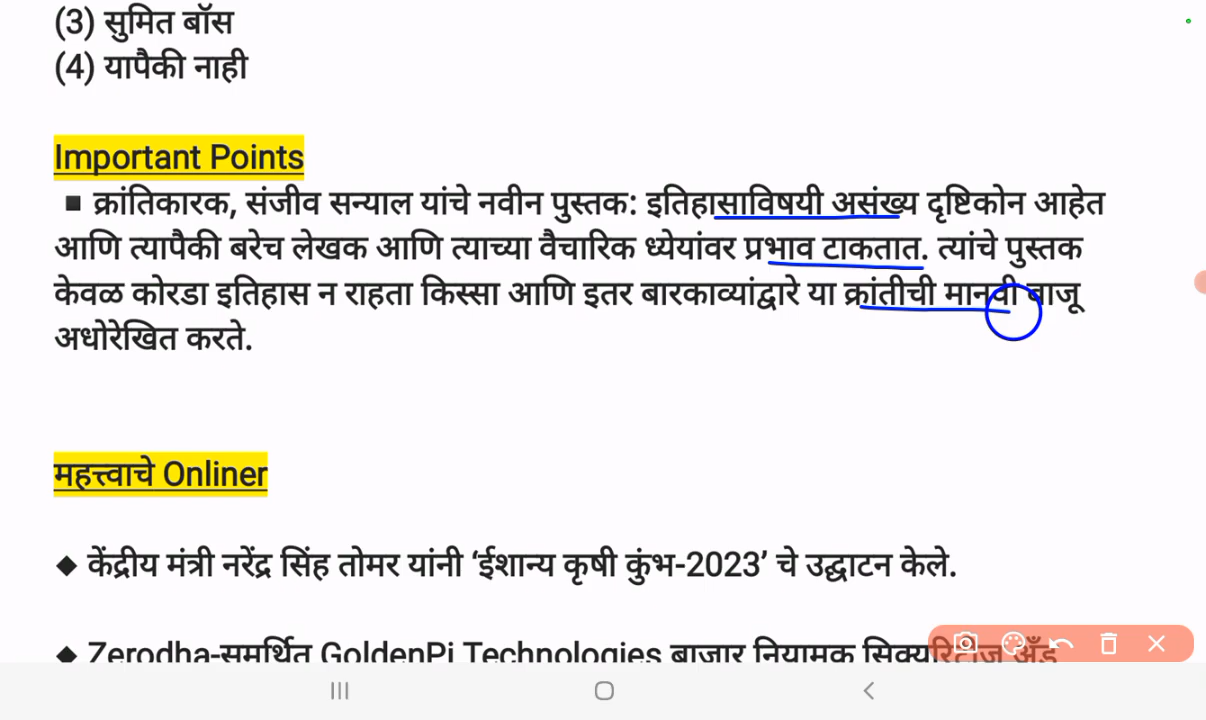 (3) सुमित बॉस
(4) यापैकी नाही
Important Points
▪ क्रांतिकारक, संजीव सन्याल यांचे नवीन पुस्तक: इतिहासाविषयी असंख्य दृष्टिकोन आहेत
आणि त्यापैकी बरेच लेखक आणि त्याच्या वैचारिक ध्येयांवर प्रभाव टाकतात. त्यांचे पुस्तक
केवळ कोरडा इतिहास न राहता किस्सा आणि इतर बारकाव्यांद्वारे या क्रांतीची मानवी बाजू
अधोरेखित करते.
महत्त्वाचे Onliner
◆ केंद्रीय मंत्री नरेंद्र सिंह तोमर यांनी ‘ईशान्य कृषी कुंभ-2023’ चे उद्घाटन केले.
◆ Zerodha-समर्थित GoldenPi Technologies बाजार नियामक सिक्युरिटीज अँड